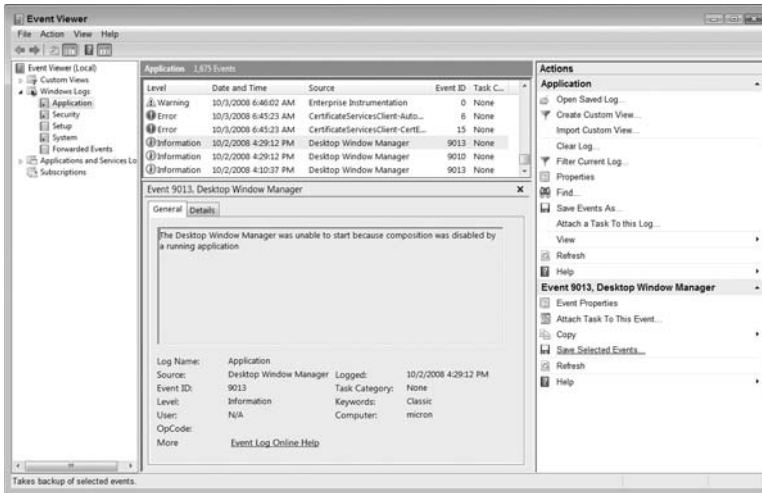 Event Viewer
File Action View Help
Event Viewer (Local)
Custom Views
Windows Logs
Application
Security
Setup
System
Forwarded Events
Applications and Services Lo
Subscriptions
Application 1,675 Events
Level Date and Time Source Event ID Task C...
Warning 10/3/2008 6:46:02 AM Enterprise Instrumentation 0 None
Error 10/3/2008 6:45:23 AM CertificateServicesClient-Auto... 6 None
Error 10/3/2008 6:45:23 AM CertificateServicesClient-CertE... 15 None
Information 10/2/2008 4:29:12 PM Desktop Window Manager 9013 None
Information 10/2/2008 4:29:12 PM Desktop Window Manager 9010 None
Information 10/2/2008 4:10:37 PM Desktop Window Manager 9013 None
Event 9013, Desktop Window Manager
General Details
The Desktop Window Manager was unable to start because composition was disabled by
a running application
Log Name: Application
Source: Desktop Window Manager Logged: 10/2/2008 4:29:12 PM
Event ID: 9013 Task Category: None
Level: Information Keywords: Classic
User: N/A Computer: micron
OpCode:
More Event Log Online Help
Actions
Application
Open Saved Log...
Create Custom View...
Import Custom View...
Clear Log...
Filter Current Log...
Properties
Find...
Save Events As...
Attach a Task To this Log...
View
Refresh
Help
Event 9013, Desktop Window Manager
Event Properties
Attach Task To This Event...
Copy
Save Selected Events...
Refresh
Help
Takes backup of selected events.